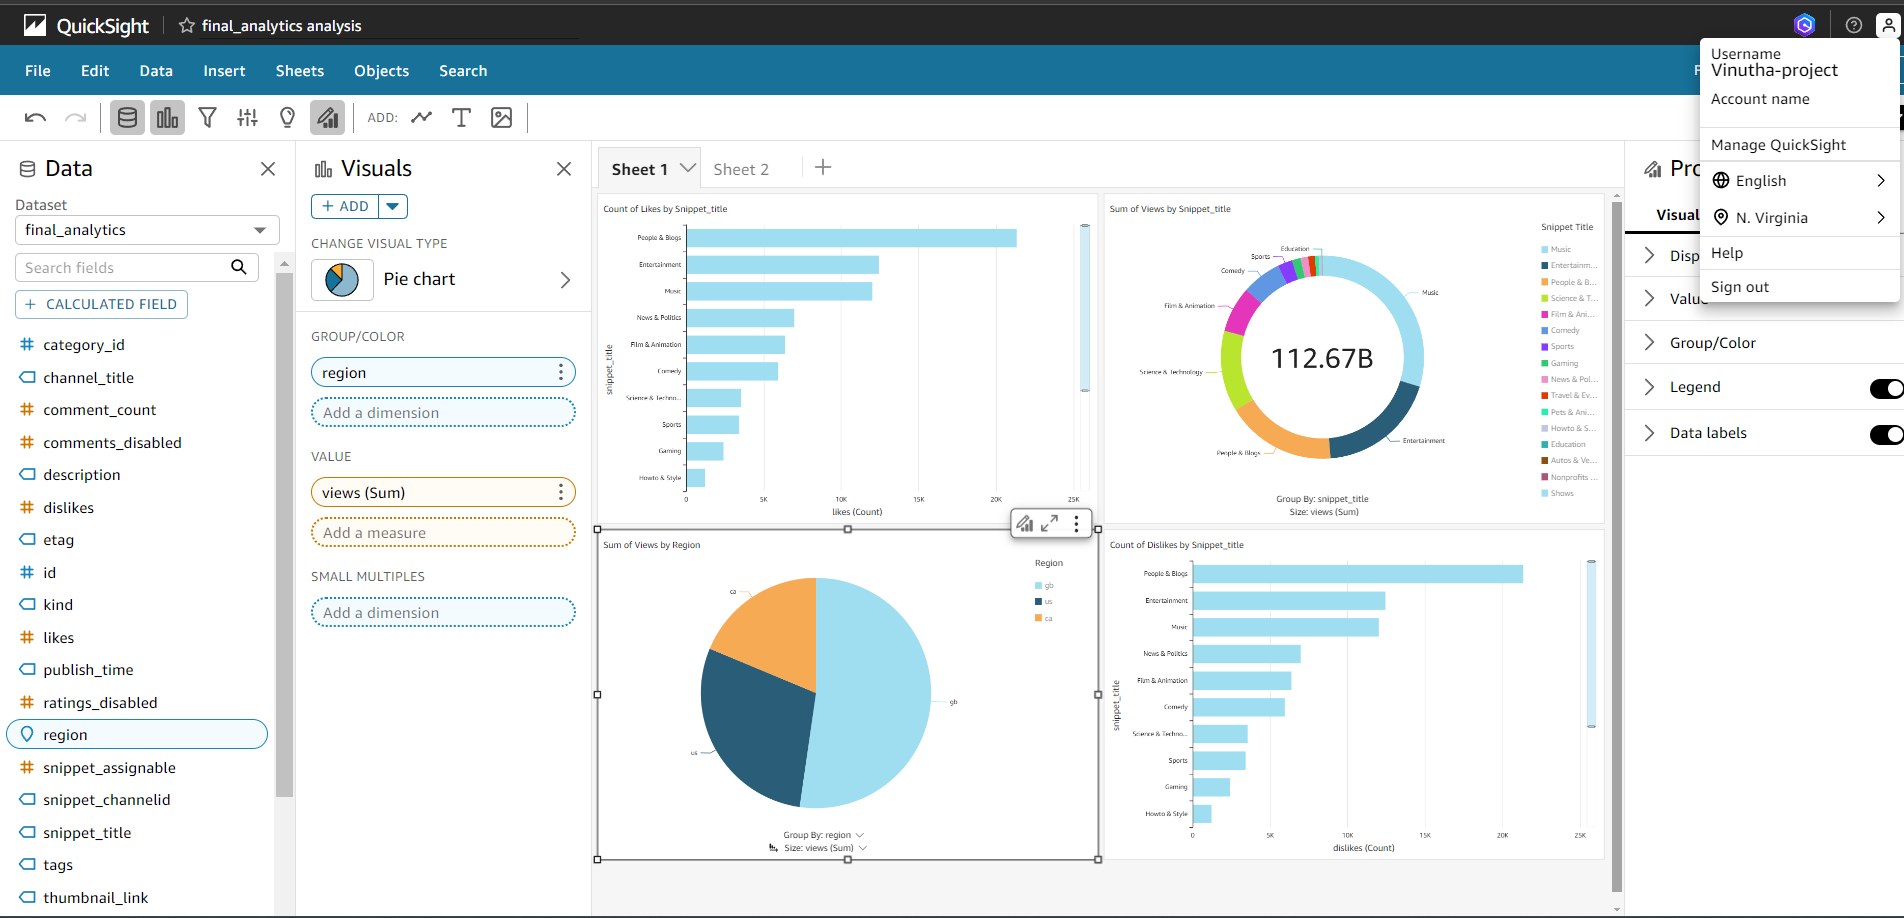 QuickSight
final_analytics analysis
File
Edit
Data
Insert
Sheets
Objects
Search
ADD:
Username
Vinutha-project
Account name
Manage QuickSight
English
N. Virginia
Help
Sign out
Data
Dataset
final_analytics
Search fields
+ CALCULATED FIELD
category_id
channel_title
comment_count
comments_disabled
description
dislikes
etag
id
kind
likes
publish_time
ratings_disabled
region
snippet_assignable
snippet_channelid
snippet_title
tags
thumbnail_link
Visuals
+ ADD
CHANGE VISUAL TYPE
Pie chart
GROUP/COLOR
region
Add a dimension
VALUE
views (Sum)
Add a measure
SMALL MULTIPLES
Add a dimension
Sheet 1
Sheet 2
+
Count of Likes by Snippet_title
snippet_title
People & Blogs
Entertainment
Music
News & Politics
Film & Animation
Comedy
Science & Techno...
Sports
Gaming
Howto & Style
0
5K
10K
15K
20K
25K
likes (Count)
Sum of Views by Snippet_title
Education
Sports
Comedy
Film & Animation
Science & Technology
People & Blogs
Entertainment
Music
112.67B
Group By: snippet_title
Size: views (Sum)
Snippet Title
Music
Entertainm...
People & B...
Science & T...
Film & Ani...
Comedy
Sports
Gaming
News & Pol...
Travel & Ev...
Pets & Ani...
Howto & S...
Education
Autos & Ve...
Nonprofits ...
Shows
Sum of Views by Region
ca
us
gb
Region
gb
us
ca
Group By: region
Size: views (Sum)
Count of Dislikes by Snippet_title
snippet_title
People & Blogs
Entertainment
Music
News & Politics
Film & Animation
Comedy
Science & Techno...
Sports
Gaming
Howto & Style
0
5K
10K
15K
20K
25K
dislikes (Count)
Visual
Group/Color
Legend
Data labels